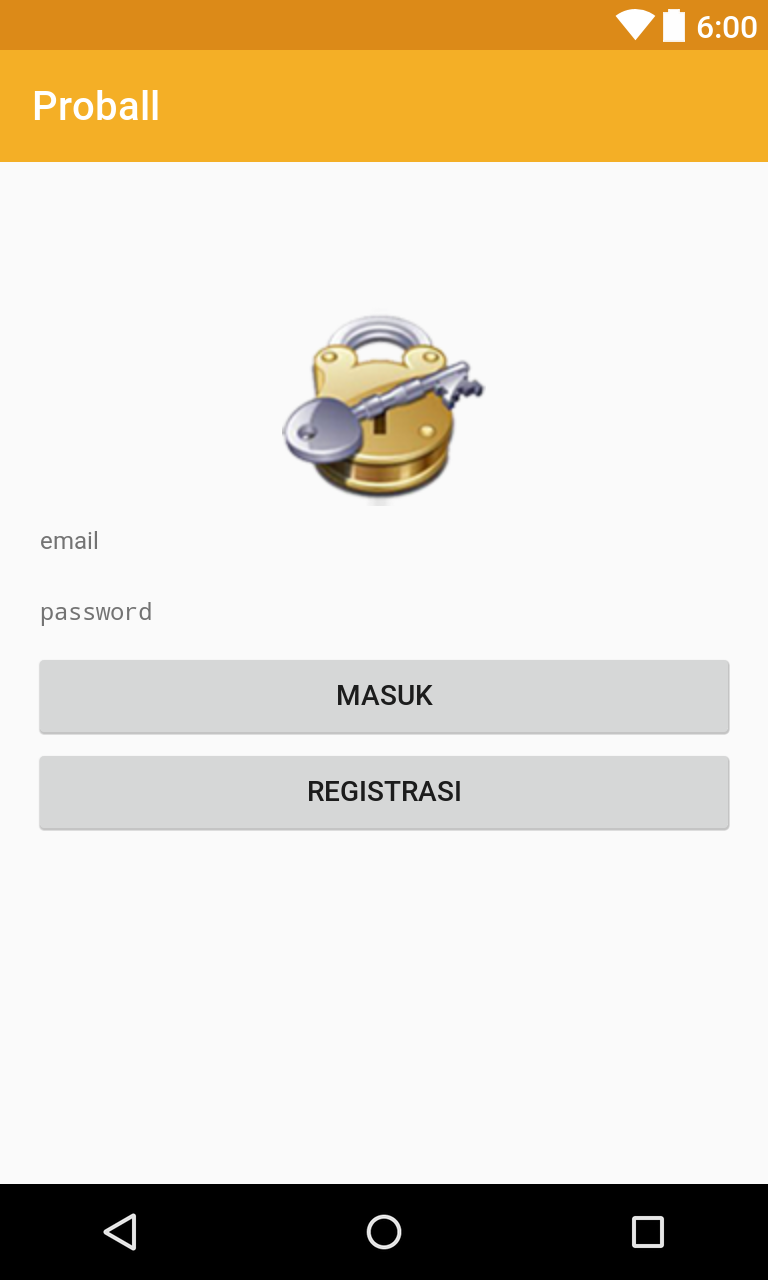 6:00
Proball
email
password
MASUK
REGISTRASI